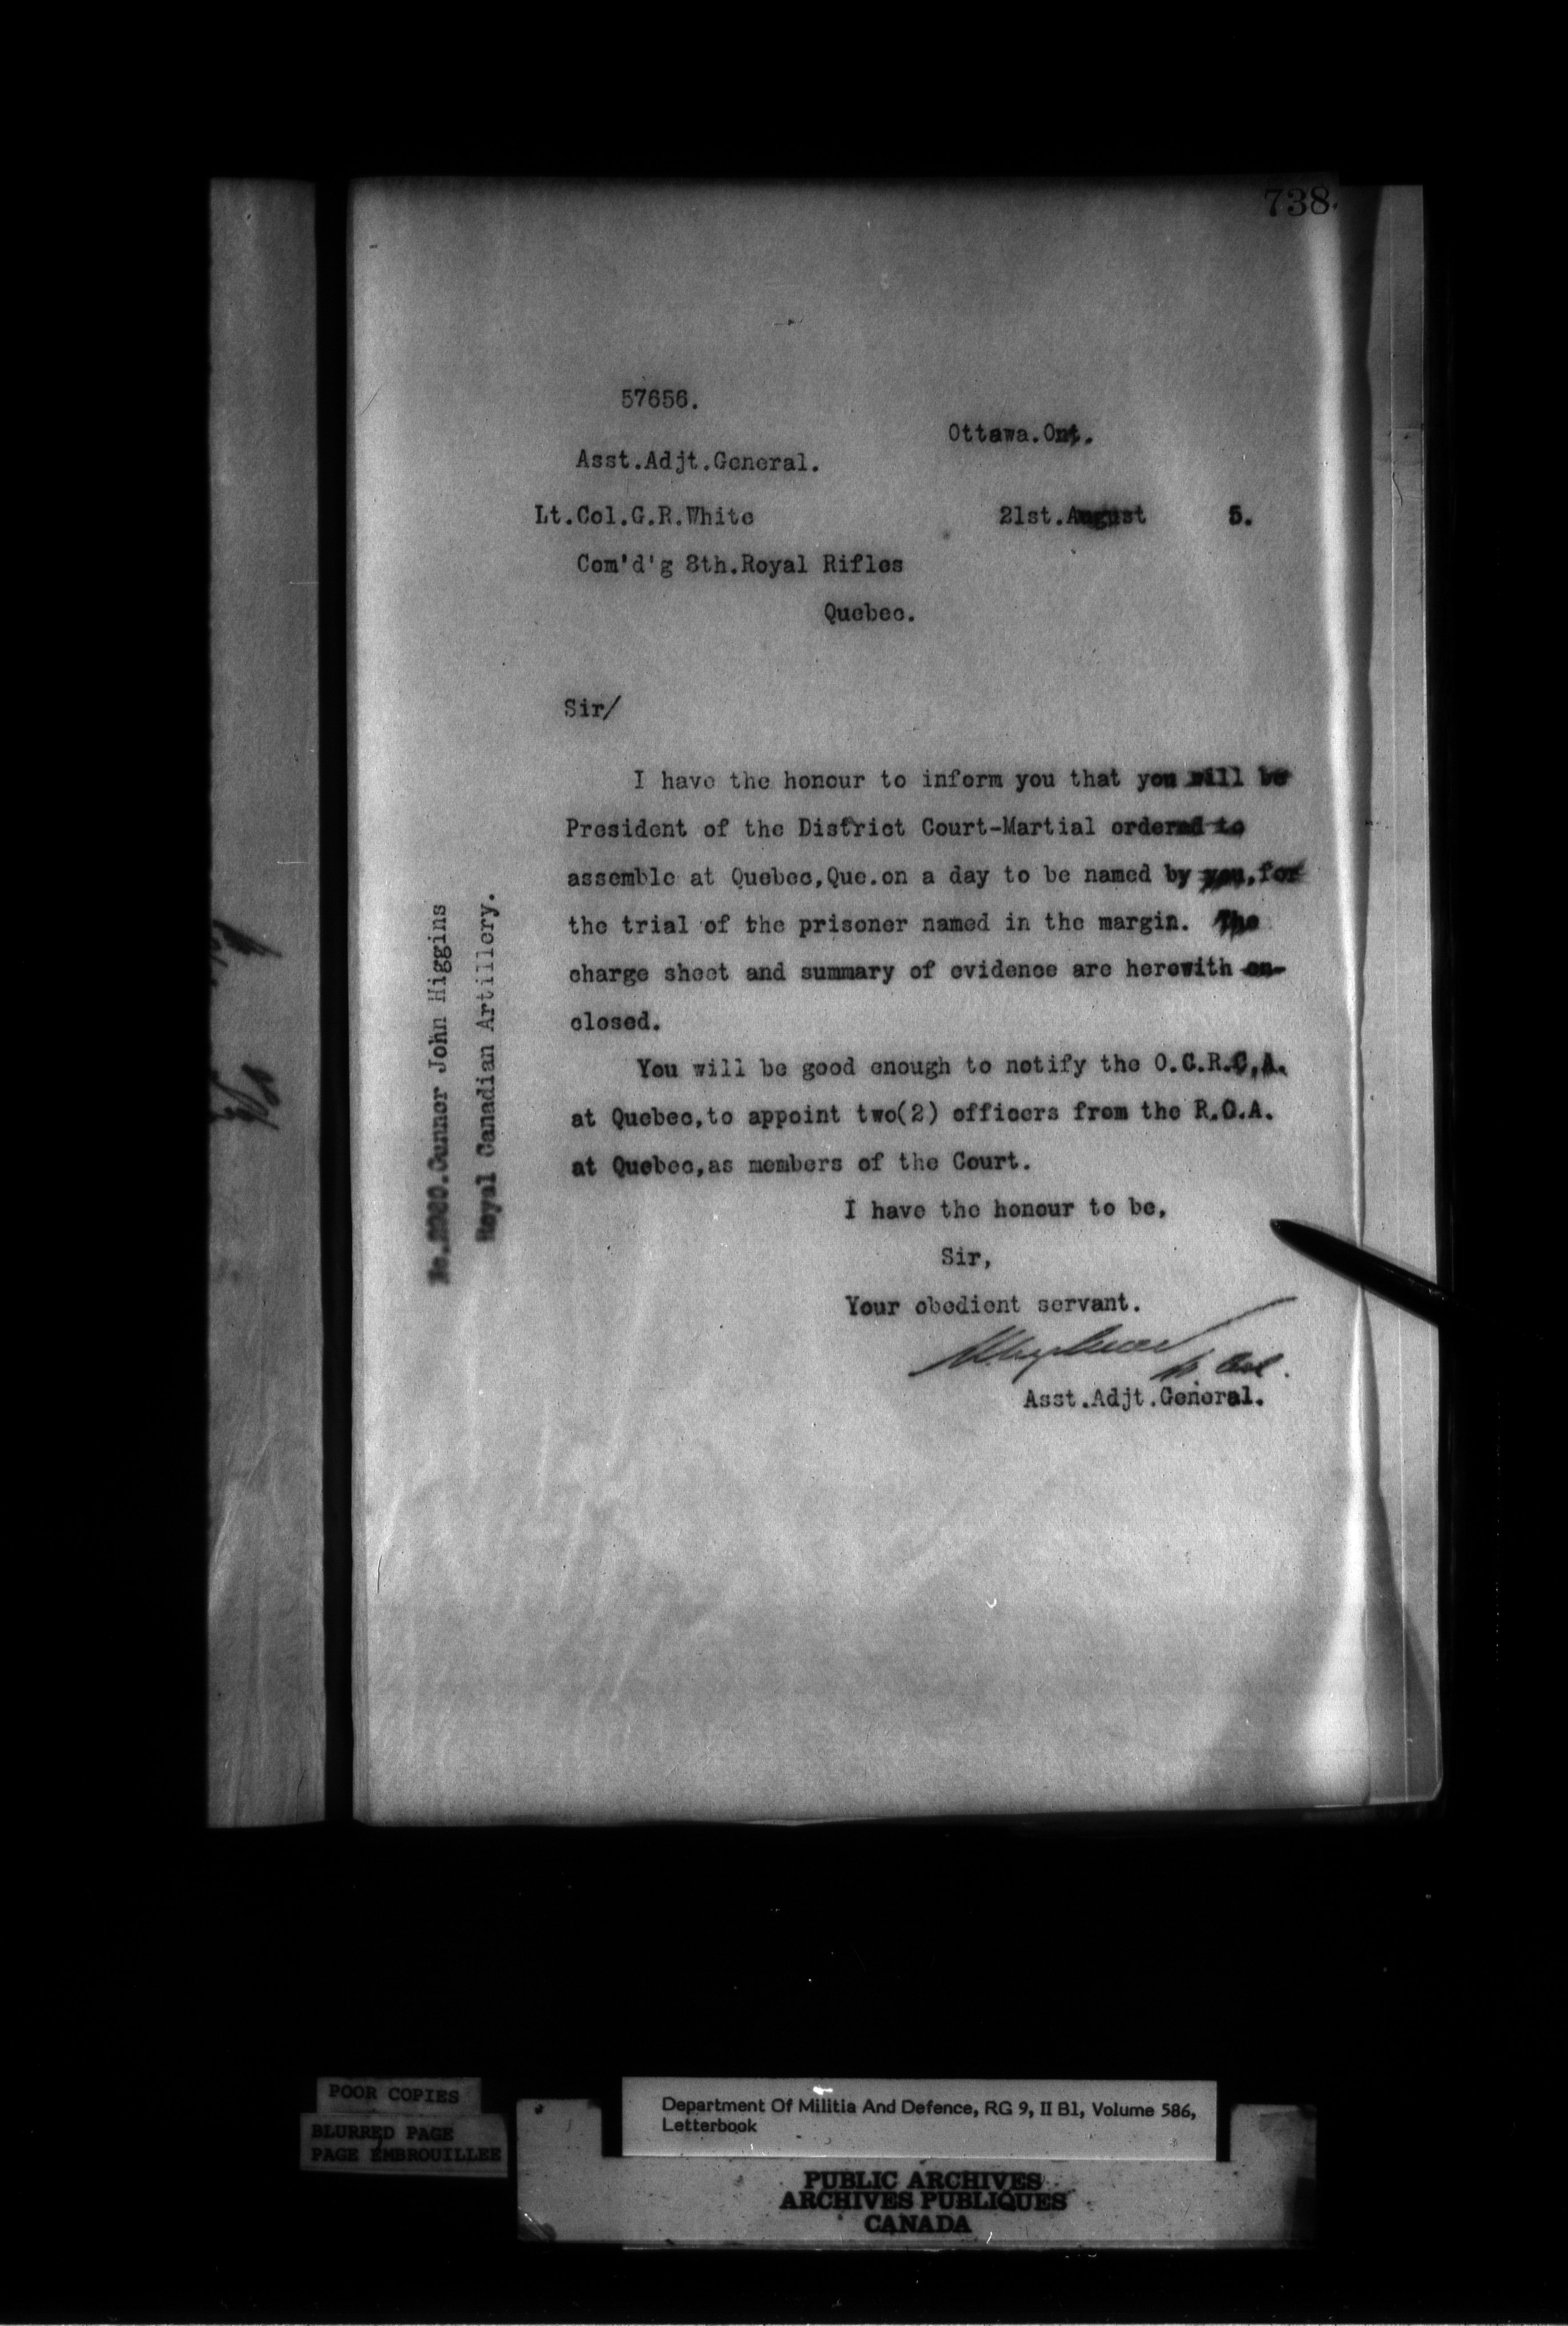 738.
57656.
Ottawa.Ont.
Asst.Adjt.General.
Lt.Col.G.R.White 21st.August 5.
Com'd'g 8th.Royal Rifles
Quebec.
Sir/
I have the honour to inform you that you will be
President of the District Court-Martial ordered to
assemble at Quebec,Que.on a day to be named by you,for
the trial of the prisoner named in the margin. The
charge sheet and summary of evidence are herewith en-
closed.
You will be good enough to notify the O.C.R.C.A.
at Quebec,to appoint two(2) officers from the R.C.A.
at Quebec,as members of the Court.
I have the honour to be,
Sir,
Your obedient servant.
Asst.Adjt.General.
Gunner John Higgins
Royal Canadian Artillery.
POOR COPIES
BLURRED PAGE
PAGE EMBROUILLEE
Department Of Militia And Defence, RG 9, II B1, Volume 586,
Letterbook
PUBLIC ARCHIVES
ARCHIVES PUBLIQUES
CANADA